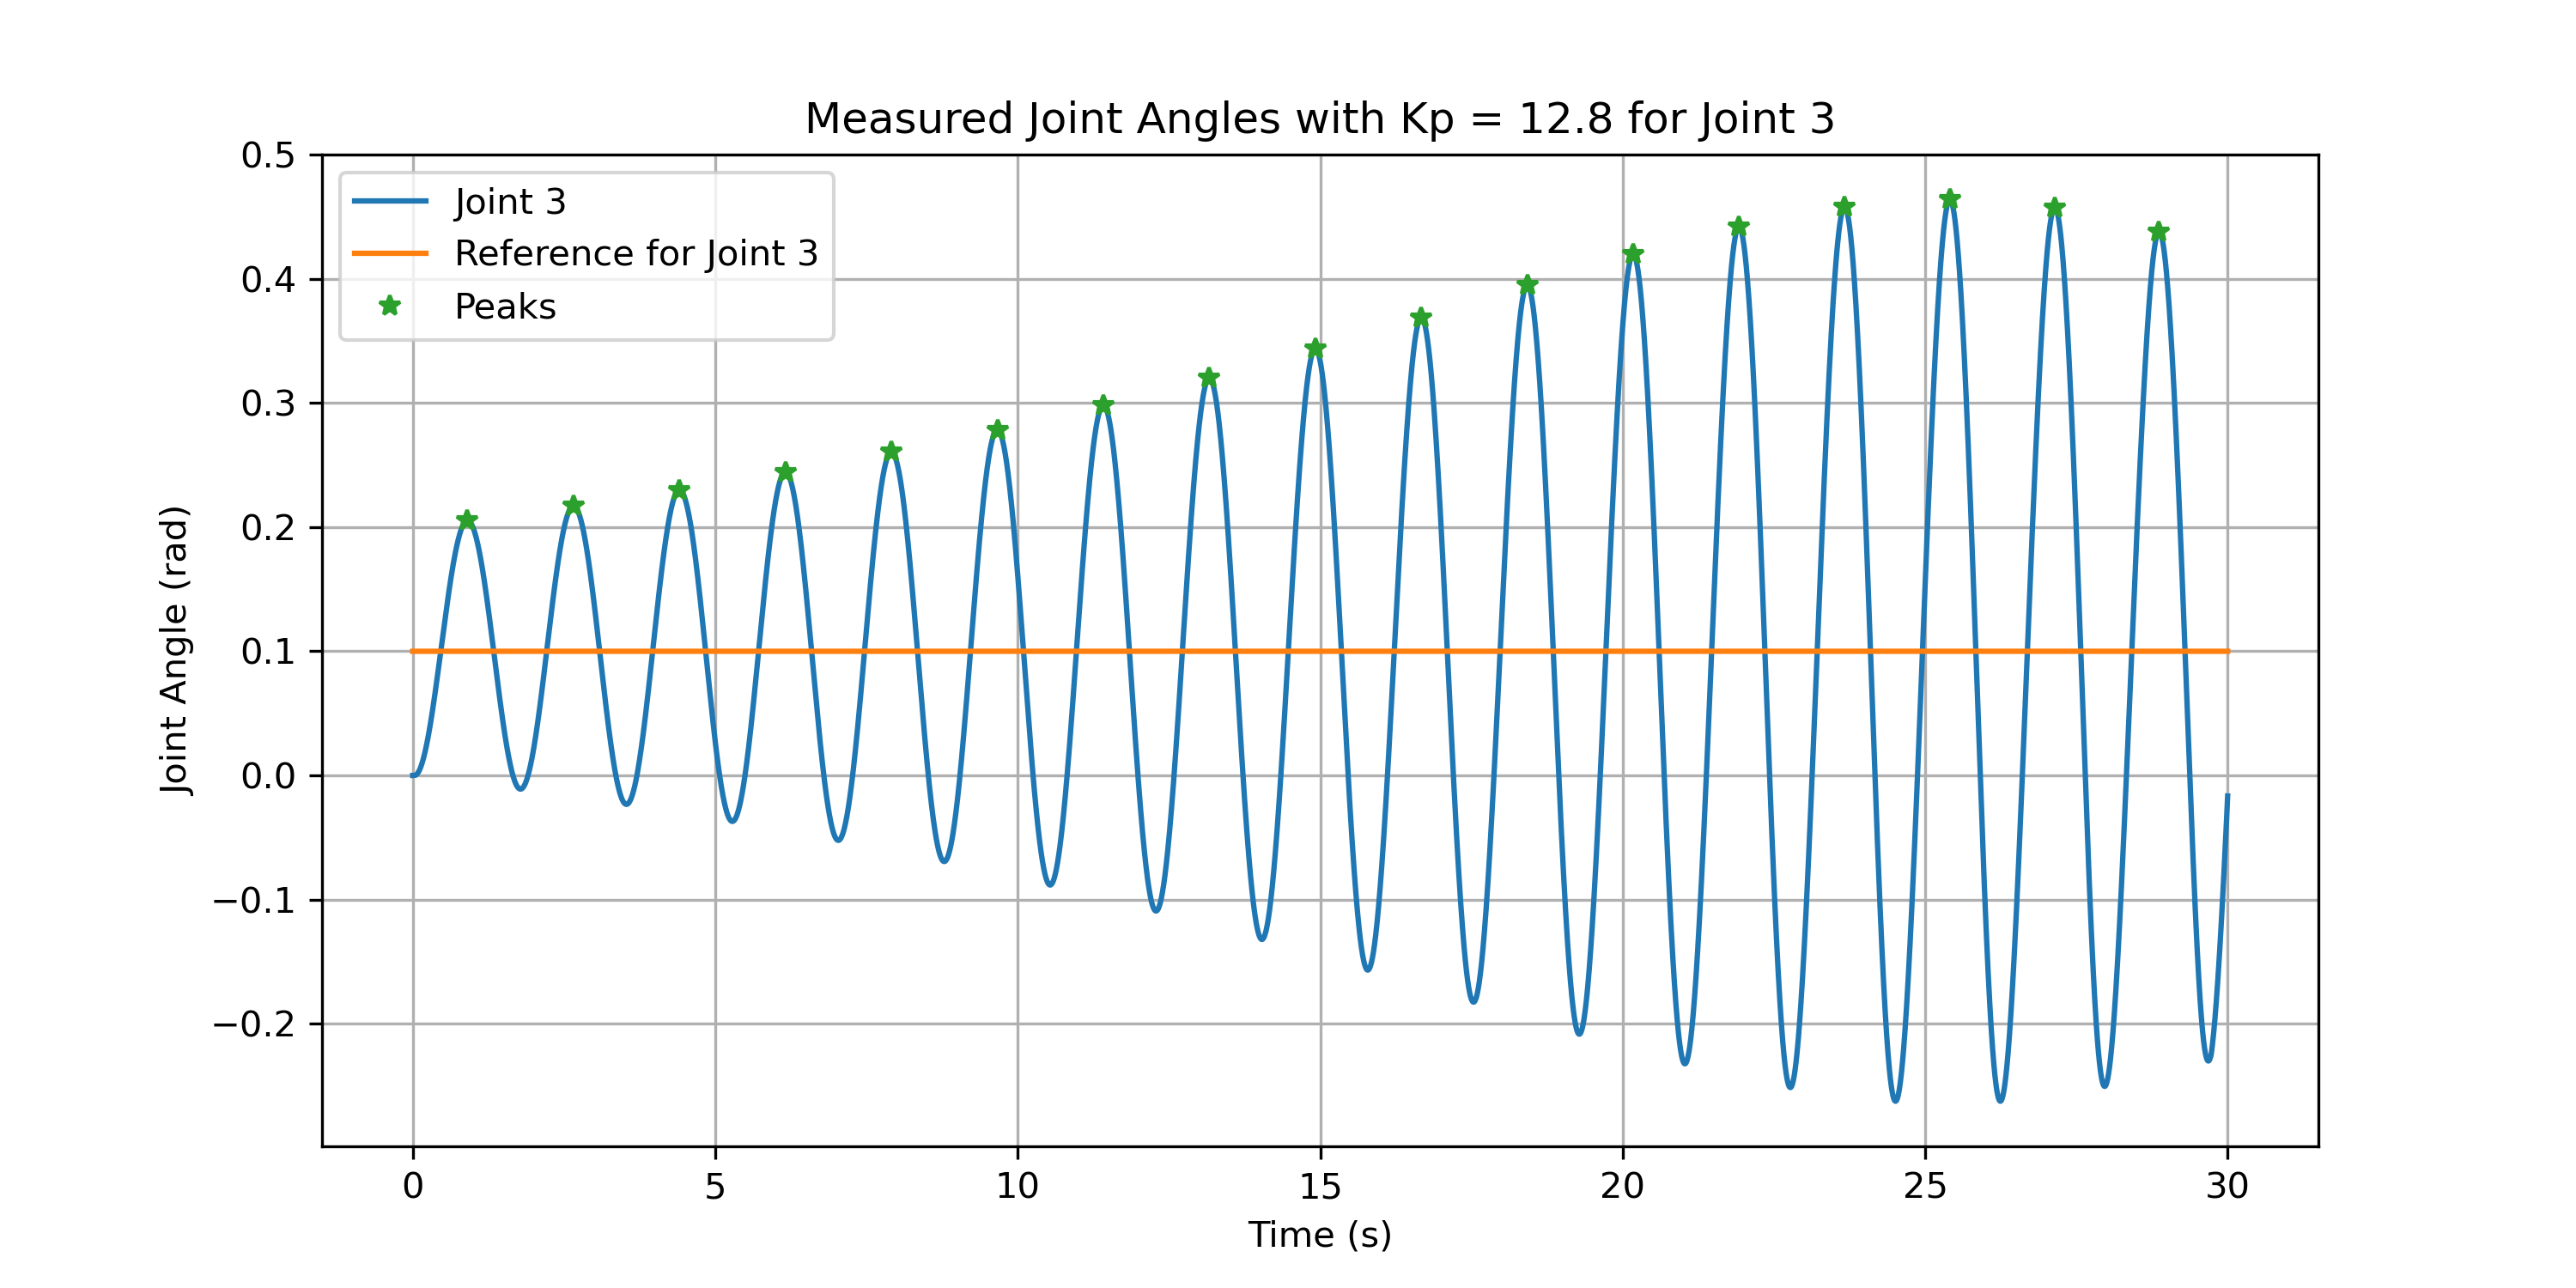 Measured Joint Angles with Kp = 12.8 for Joint 3
Joint 3
Reference for Joint 3
Peaks
0.5
0.4
0.3
0.2
0.1
0.0
−0.1
−0.2
Joint Angle (rad)
0 5 10 15 20 25 30
Time (s)